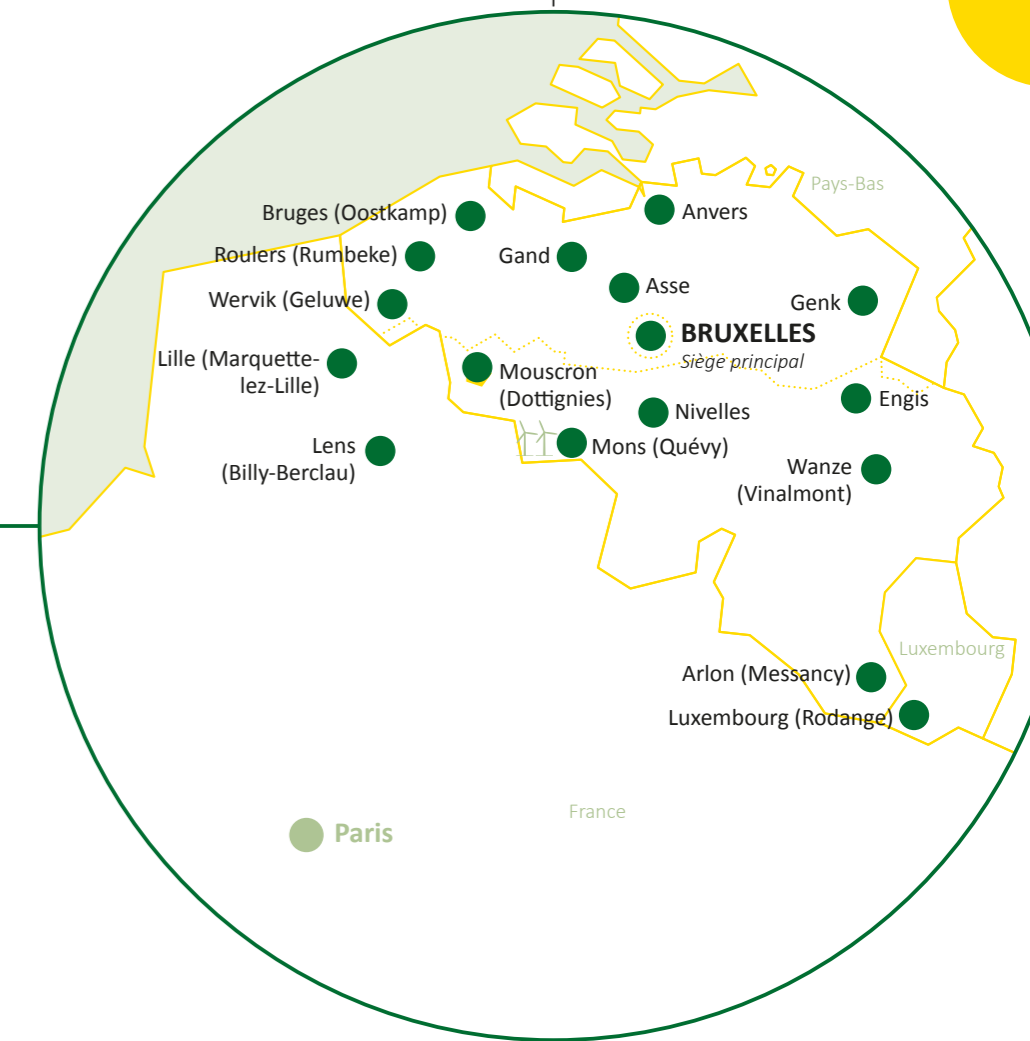 Pays-Bas
Bruges (Oostkamp)
Anvers
Roulers (Rumbeke)
Gand
Asse
Wervik (Geluwe)
Genk
BRUXELLES
Siège principal
Lille (Marquette-
lez-Lille)
Mouscron
(Dottignies)
Engis
Nivelles
Lens
(Billy-Berclau)
Mons (Quévy)
Wanze
(Vinalmont)
Luxembourg
Arlon (Messancy)
Luxembourg (Rodange)
France
Paris